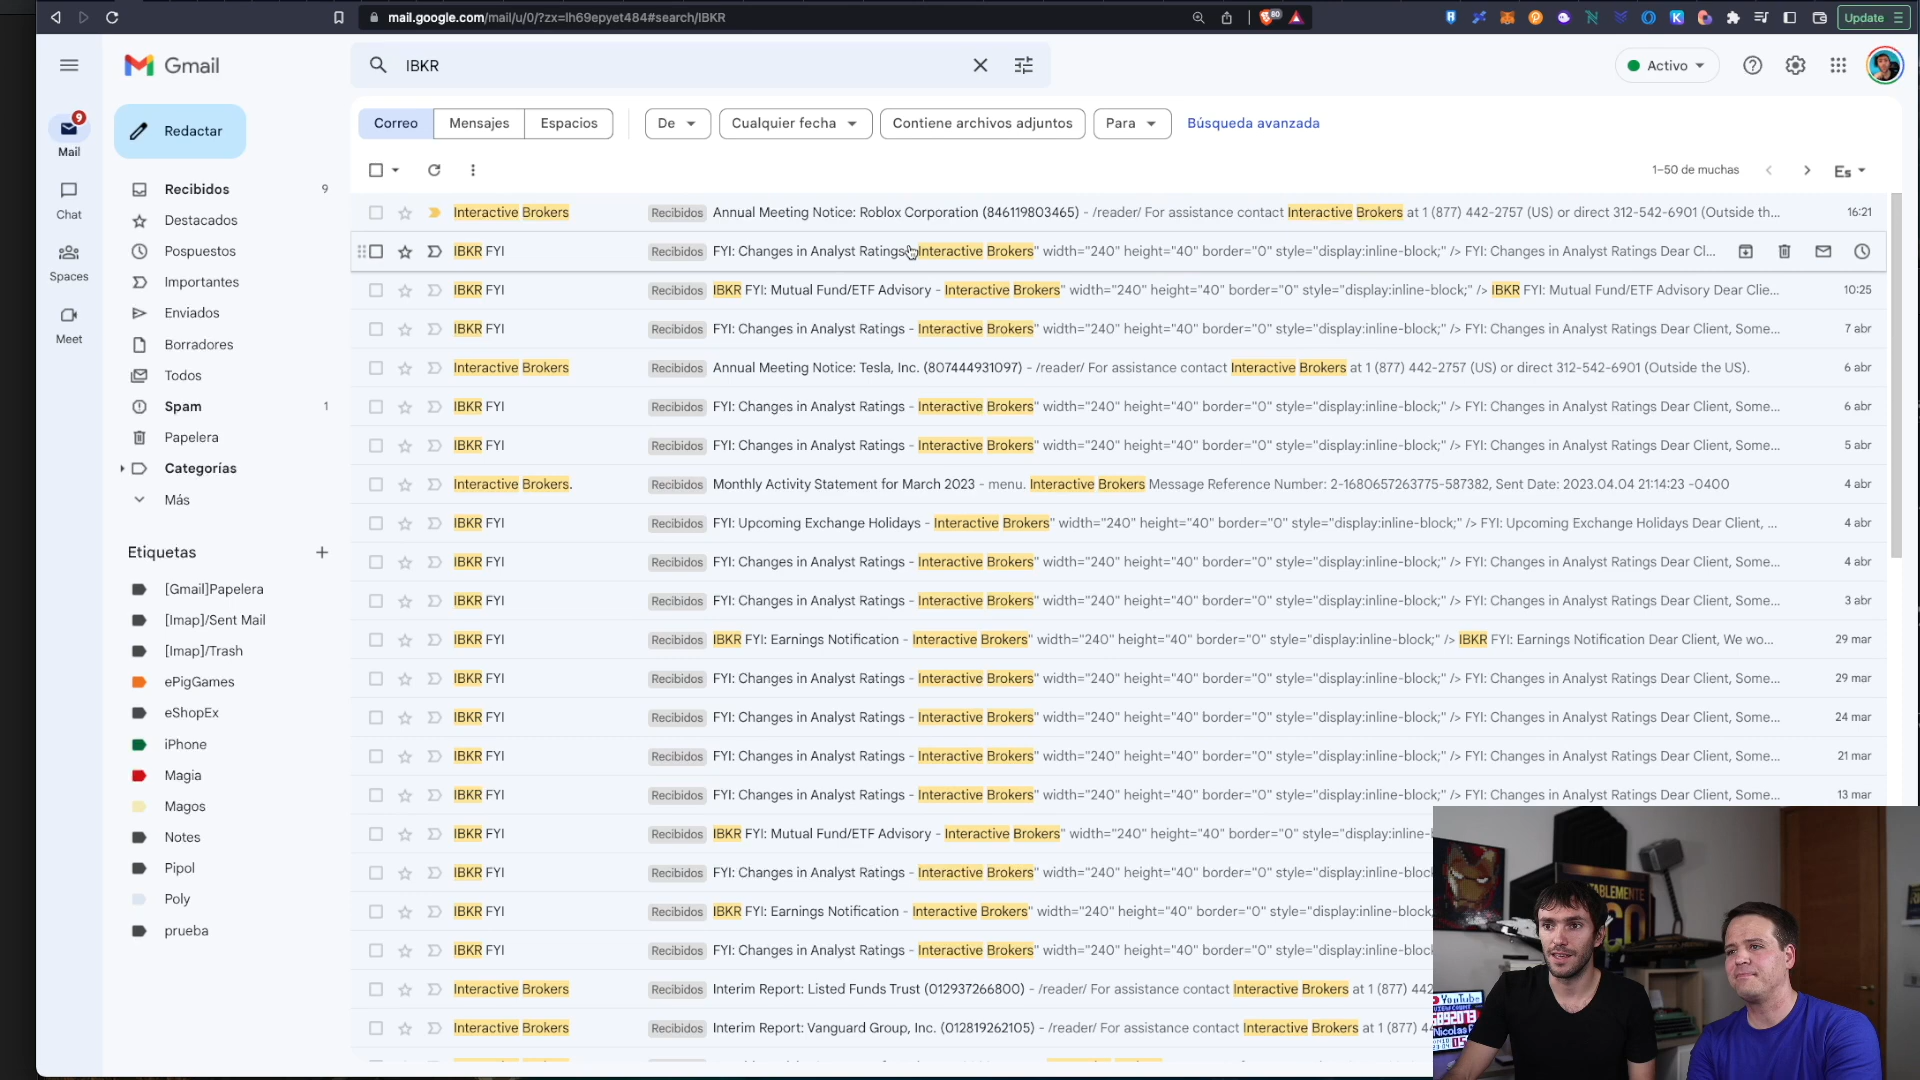 mail.google.com/mail/u/0/?zx=lh69epyet484#search/IBKR
80
Update
Gmail
IBKR
Activo
9
Mail
Chat
Spaces
Meet
Redactar
Recibidos 9
Destacados
Pospuestos
Importantes
Enviados
Borradores
Todos
Spam 1
Papelera
Categorías
Más
Etiquetas
[Gmail]Papelera
[Imap]/Sent Mail
[Imap]/Trash
ePigGames
eShopEx
iPhone
Magia
Magos
Notes
Pipol
Poly
prueba
Correo Mensajes Espacios De Cualquier fecha Contiene archivos adjuntos Para Búsqueda avanzada
1–50 de muchas Es
Interactive Brokers Recibidos Annual Meeting Notice: Roblox Corporation (846119803465) - /reader/ For assistance contact Interactive Brokers at 1 (877) 442-2757 (US) or direct 312-542-6901 (Outside th... 16:21
IBKR FYI Recibidos FYI: Changes in Analyst Ratings - Interactive Brokers" width="240" height="40" border="0" style="display:inline-block;" /> FYI: Changes in Analyst Ratings Dear Cl...
IBKR FYI Recibidos IBKR FYI: Mutual Fund/ETF Advisory - Interactive Brokers" width="240" height="40" border="0" style="display:inline-block;" /> IBKR FYI: Mutual Fund/ETF Advisory Dear Clie... 10:25
IBKR FYI Recibidos FYI: Changes in Analyst Ratings - Interactive Brokers" width="240" height="40" border="0" style="display:inline-block;" /> FYI: Changes in Analyst Ratings Dear Client, Some... 7 abr
Interactive Brokers Recibidos Annual Meeting Notice: Tesla, Inc. (807444931097) - /reader/ For assistance contact Interactive Brokers at 1 (877) 442-2757 (US) or direct 312-542-6901 (Outside the US). 6 abr
IBKR FYI Recibidos FYI: Changes in Analyst Ratings - Interactive Brokers" width="240" height="40" border="0" style="display:inline-block;" /> FYI: Changes in Analyst Ratings Dear Client, Some... 6 abr
IBKR FYI Recibidos FYI: Changes in Analyst Ratings - Interactive Brokers" width="240" height="40" border="0" style="display:inline-block;" /> FYI: Changes in Analyst Ratings Dear Client, Some... 5 abr
Interactive Brokers. Recibidos Monthly Activity Statement for March 2023 - menu. Interactive Brokers Message Reference Number: 2-1680657263775-587382, Sent Date: 2023.04.04 21:14:23 -0400 4 abr
IBKR FYI Recibidos FYI: Upcoming Exchange Holidays - Interactive Brokers" width="240" height="40" border="0" style="display:inline-block;" /> FYI: Upcoming Exchange Holidays Dear Client, ... 4 abr
IBKR FYI Recibidos FYI: Changes in Analyst Ratings - Interactive Brokers" width="240" height="40" border="0" style="display:inline-block;" /> FYI: Changes in Analyst Ratings Dear Client, Some... 4 abr
IBKR FYI Recibidos FYI: Changes in Analyst Ratings - Interactive Brokers" width="240" height="40" border="0" style="display:inline-block;" /> FYI: Changes in Analyst Ratings Dear Client, Some... 3 abr
IBKR FYI Recibidos IBKR FYI: Earnings Notification - Interactive Brokers" width="240" height="40" border="0" style="display:inline-block;" /> IBKR FYI: Earnings Notification Dear Client, We wo... 29 mar
IBKR FYI Recibidos FYI: Changes in Analyst Ratings - Interactive Brokers" width="240" height="40" border="0" style="display:inline-block;" /> FYI: Changes in Analyst Ratings Dear Client, Some... 29 mar
IBKR FYI Recibidos FYI: Changes in Analyst Ratings - Interactive Brokers" width="240" height="40" border="0" style="display:inline-block;" /> FYI: Changes in Analyst Ratings Dear Client, Some... 24 mar
IBKR FYI Recibidos FYI: Changes in Analyst Ratings - Interactive Brokers" width="240" height="40" border="0" style="display:inline-block;" /> FYI: Changes in Analyst Ratings Dear Client, Some... 21 mar
IBKR FYI Recibidos FYI: Changes in Analyst Ratings - Interactive Brokers" width="240" height="40" border="0" style="display:inline-block;" /> FYI: Changes in Analyst Ratings Dear Client, Some... 13 mar
IBKR FYI Recibidos IBKR FYI: Mutual Fund/ETF Advisory - Interactive Brokers" width="240" height="40" border="0" style="display:inline-
IBKR FYI Recibidos FYI: Changes in Analyst Ratings - Interactive Brokers" width="240" height="40" border="0" style="display:inline-bloc
IBKR FYI Recibidos IBKR FYI: Earnings Notification - Interactive Brokers" width="240" height="40" border="0" style="display:inline-block;
IBKR FYI Recibidos FYI: Changes in Analyst Ratings - Interactive Brokers" width="240" height="40" border="0" style="display:inline-bloc
Interactive Brokers Recibidos Interim Report: Listed Funds Trust (012937266800) - /reader/ For assistance contact Interactive Brokers at 1 (877) 442
Interactive Brokers Recibidos Interim Report: Vanguard Group, Inc. (012819262105) - /reader/ For assistance contact Interactive Brokers at 1 (877) 4
TABLEMENTE
CO
YouTube